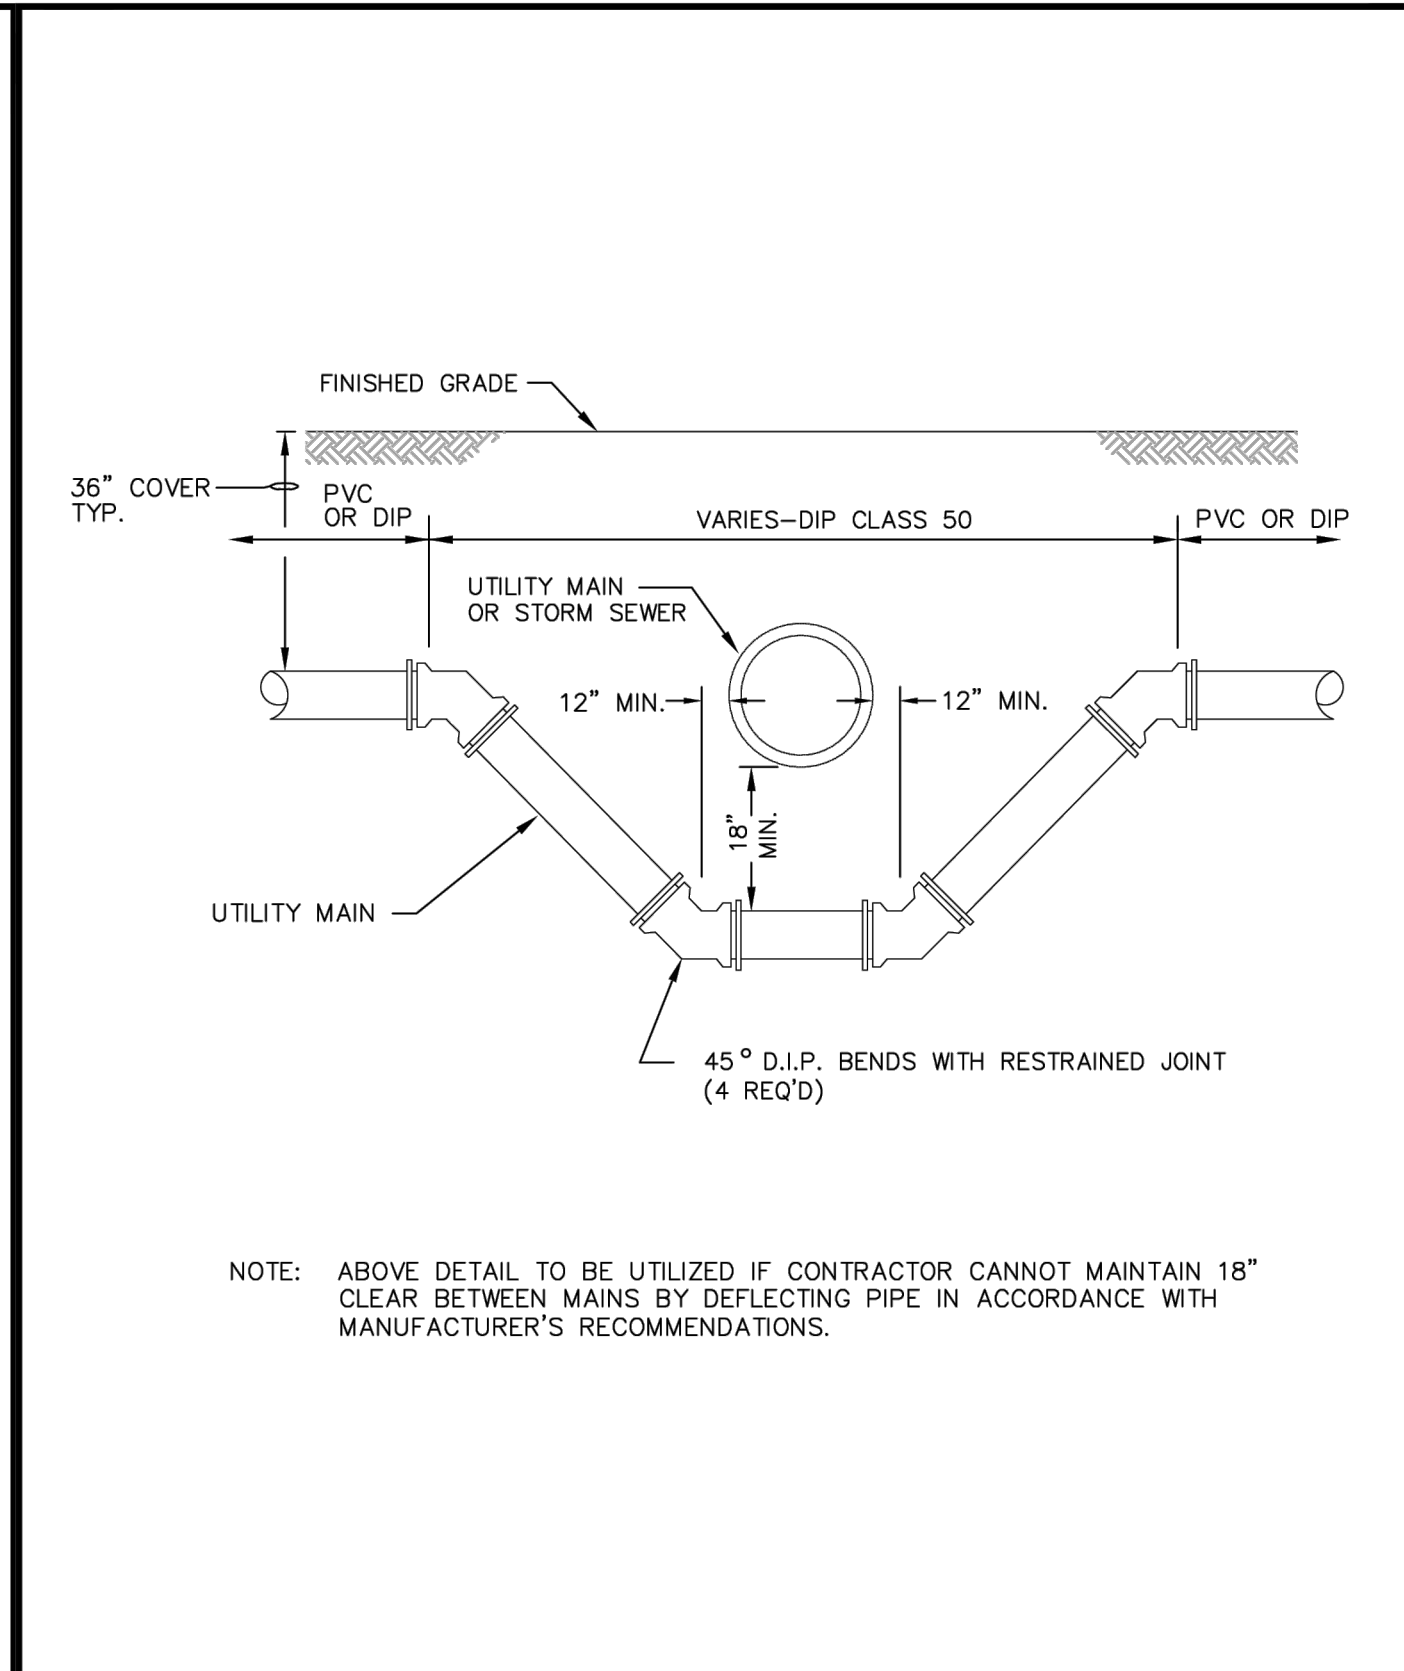 FINISHED GRADE
36” COVER
TYP.
PVC
OR DIP
VARIES-DIP CLASS 50
PVC OR DIP
UTILITY MAIN
OR STORM SEWER
12” MIN.
12” MIN.
18”
MIN.
UTILITY MAIN
45° D.I.P. BENDS WITH RESTRAINED JOINT
(4 REQ'D)
NOTE: ABOVE DETAIL TO BE UTILIZED IF CONTRACTOR CANNOT MAINTAIN 18”
CLEAR BETWEEN MAINS BY DEFLECTING PIPE IN ACCORDANCE WITH
MANUFACTURER'S RECOMMENDATIONS.